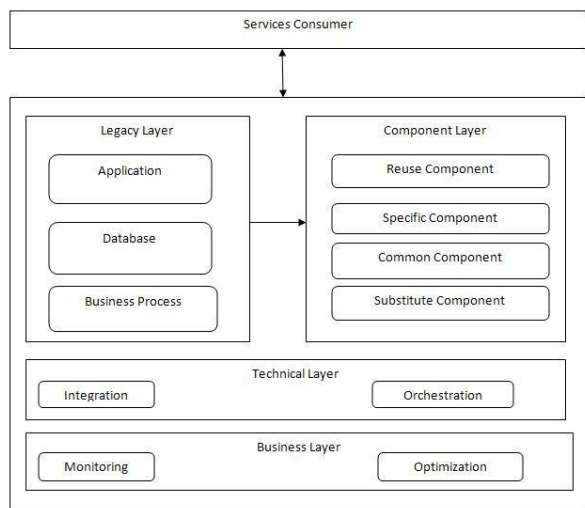 Services Consumer
Legacy Layer
Application
Database
Business Process
Component Layer
Reuse Component
Specific Component
Common Component
Substitute Component
Technical Layer
Integration
Orchestration
Business Layer
Monitoring
Optimization